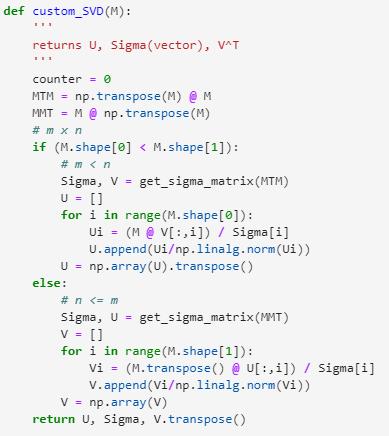 def custom_SVD(M):
    '''
    returns U, Sigma(vector), V^T
    '''
    counter = 0
    MTM = np.transpose(M) @ M
    MMT = M @ np.transpose(M)
    # m x n
    if (M.shape[0] < M.shape[1]):
        # m < n
        Sigma, V = get_sigma_matrix(MTM)
        U = []
        for i in range(M.shape[0]):
            Ui = (M @ V[:,i]) / Sigma[i]
            U.append(Ui/np.linalg.norm(Ui))
        U = np.array(U).transpose()
    else:
        # n <= m
        Sigma, U = get_sigma_matrix(MMT)
        V = []
        for i in range(M.shape[1]):
            Vi = (M.transpose() @ U[:,i]) / Sigma[i]
            V.append(Vi/np.linalg.norm(Vi))
        V = np.array(V)
    return U, Sigma, V.transpose()